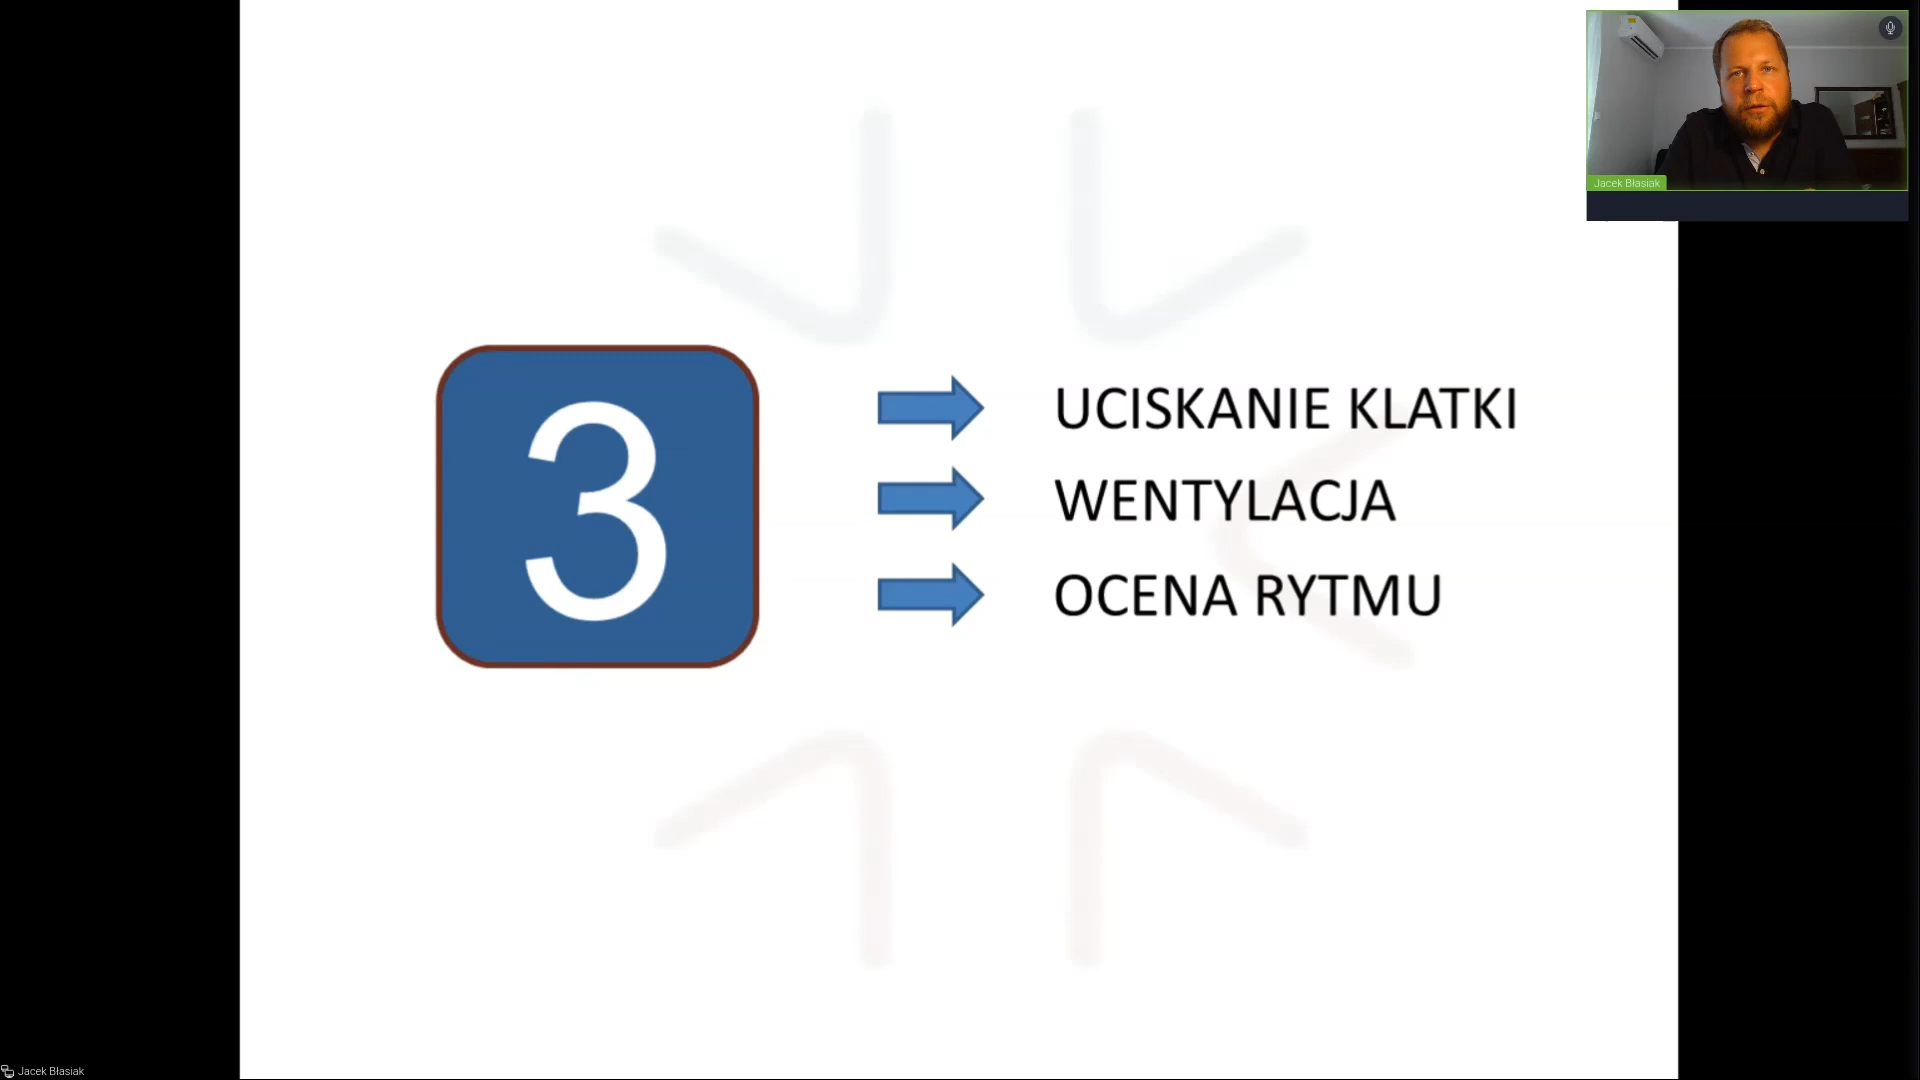 Jacek Błasiak
3
UCISKANIE KLATKI
WENTYLACJA
OCENA RYTMU
Jacek Błasiak